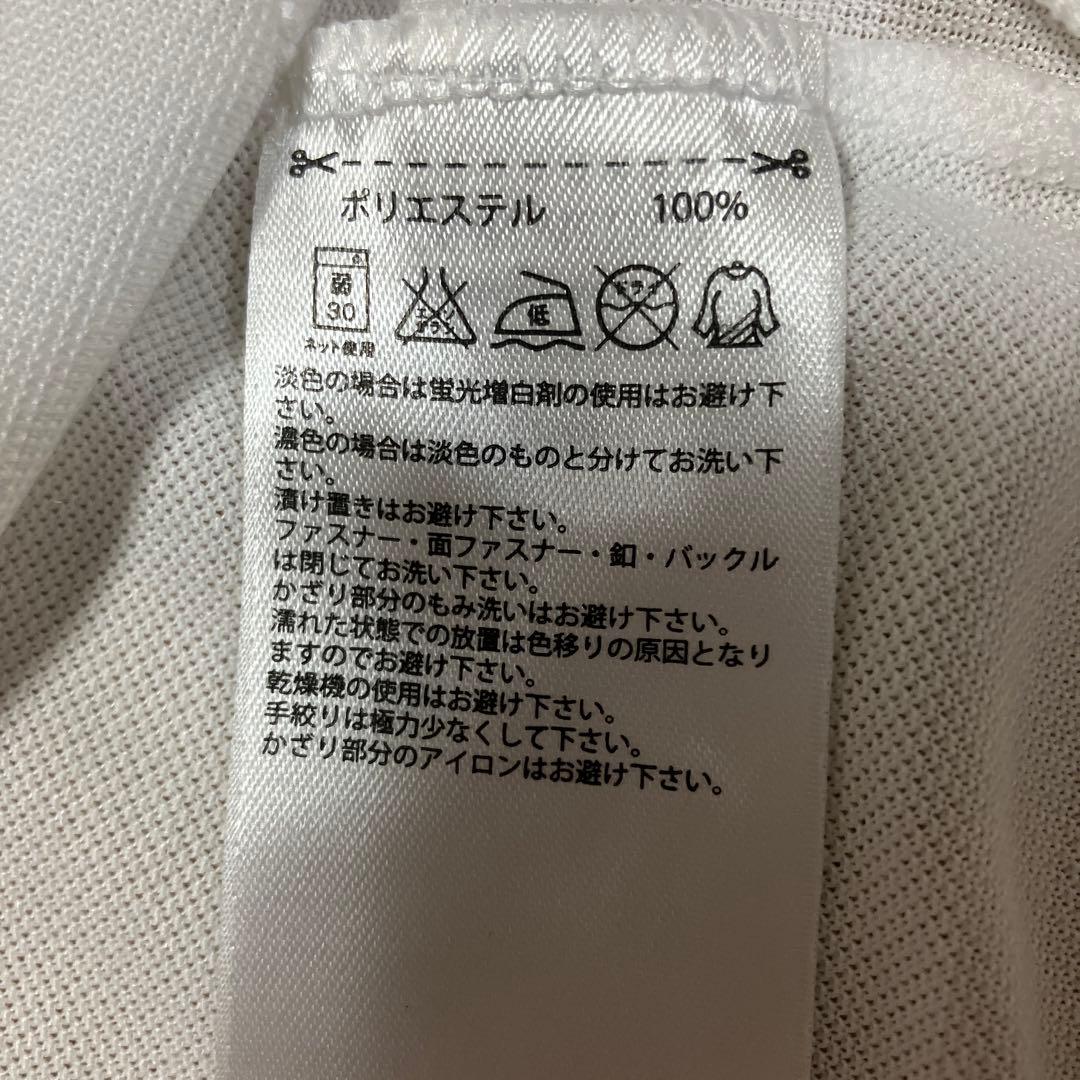 ポリエステル 100%
弱
30
ネット使用
エンソ
サラシ
低
ドライ
淡色の場合は蛍光増白剤の使用はお避け下
さい。
濃色の場合は淡色のものと分けてお洗い下
さい。
漬け置きはお避け下さい。
ファスナー・面ファスナー・釦・バックル
は閉じてお洗い下さい。
かざり部分のもみ洗いはお避け下さい。
濡れた状態での放置は色移りの原因となり
ますのでお避け下さい。
乾燥機の使用はお避け下さい。
手絞りは極力少なくして下さい。
かざり部分のアイロンはお避け下さい。